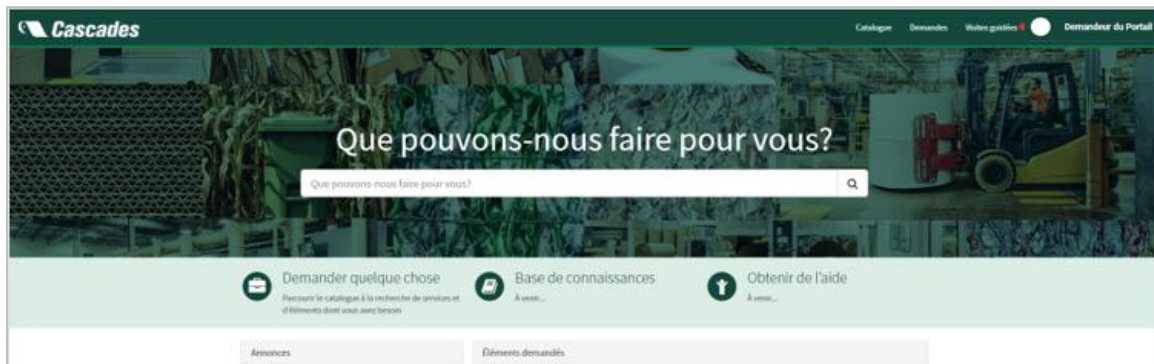 Cascades
Catalogue Demandes Visites guidées Demandeur du Portail
Que pouvons-nous faire pour vous?
Que pouvons-nous faire pour vous?
Demander quelque chose
Parcourir le catalogue à la recherche de services et
d'éléments dont vous avez besoin
Base de connaissances
À venir...
Obtenir de l'aide
À venir...
Annonces
Éléments demandés